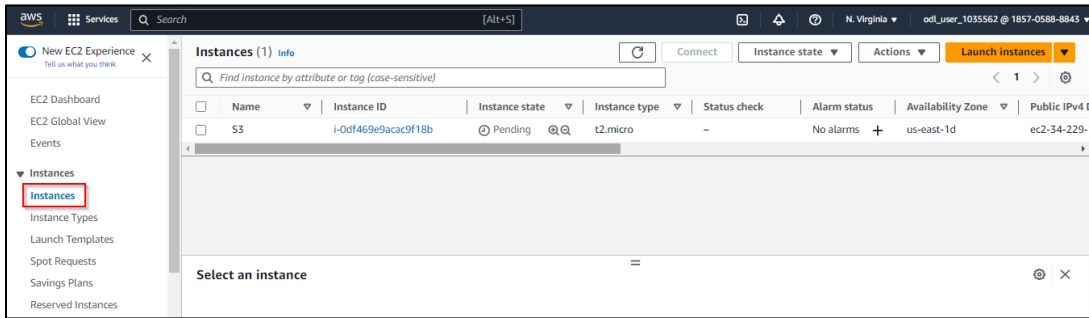 aws Services Search [Alt+S] N. Virginia odl_user_1035562 @ 1857-0588-8843
New EC2 Experience
Tell us what you think
EC2 Dashboard
EC2 Global View
Events
Instances
Instances
Instance Types
Launch Templates
Spot Requests
Savings Plans
Reserved Instances
Instances (1) Info Connect Instance state Actions Launch instances
Find instance by attribute or tag (case-sensitive) 1
Name Instance ID Instance state Instance type Status check Alarm status Availability Zone Public IPv4 D
S3 i-0df469e9acac9f18b Pending t2.micro – No alarms + us-east-1d ec2-34-229-
Select an instance